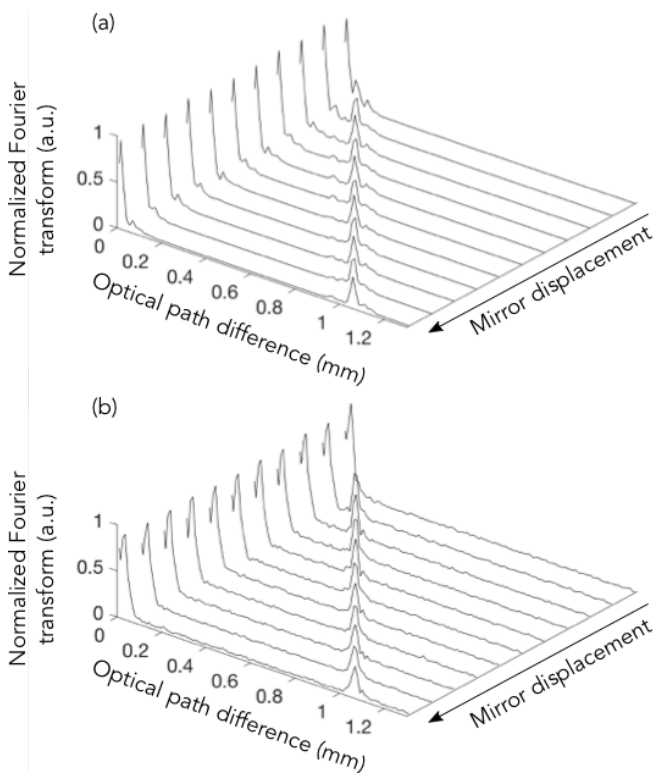 (a)
Normalized Fourier
transform (a.u.)
1
0.5
0
0
0.2
0.4
0.6
0.8
1
1.2
Optical path difference (mm)
Mirror displacement
(b)
Normalized Fourier
transform (a.u.)
1
0.5
0
0
0.2
0.4
0.6
0.8
1
1.2
Optical path difference (mm)
Mirror displacement